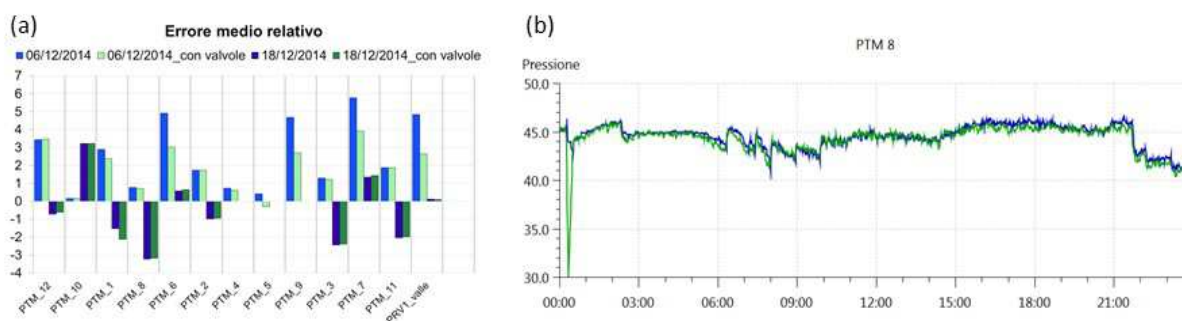 (a)
Errore medio relativo
06/12/2014 06/12/2014_con valvole 18/12/2014 18/12/2014_con valvole
7
6
5
4
3
2
1
0
-1
-2
-3
-4
PTM_12 PTM_10 PTM_1 PTM_8 PTM_6 PTM_2 PTM_4 PTM_5 PTM_9 PTM_3 PTM_7 PTM_11 PRV1_valle
(b)
PTM 8
Pressione
50.0
45.0
40.0
35.0
30.0
00:00 03:00 06:00 09:00 12:00 15:00 18:00 21:00